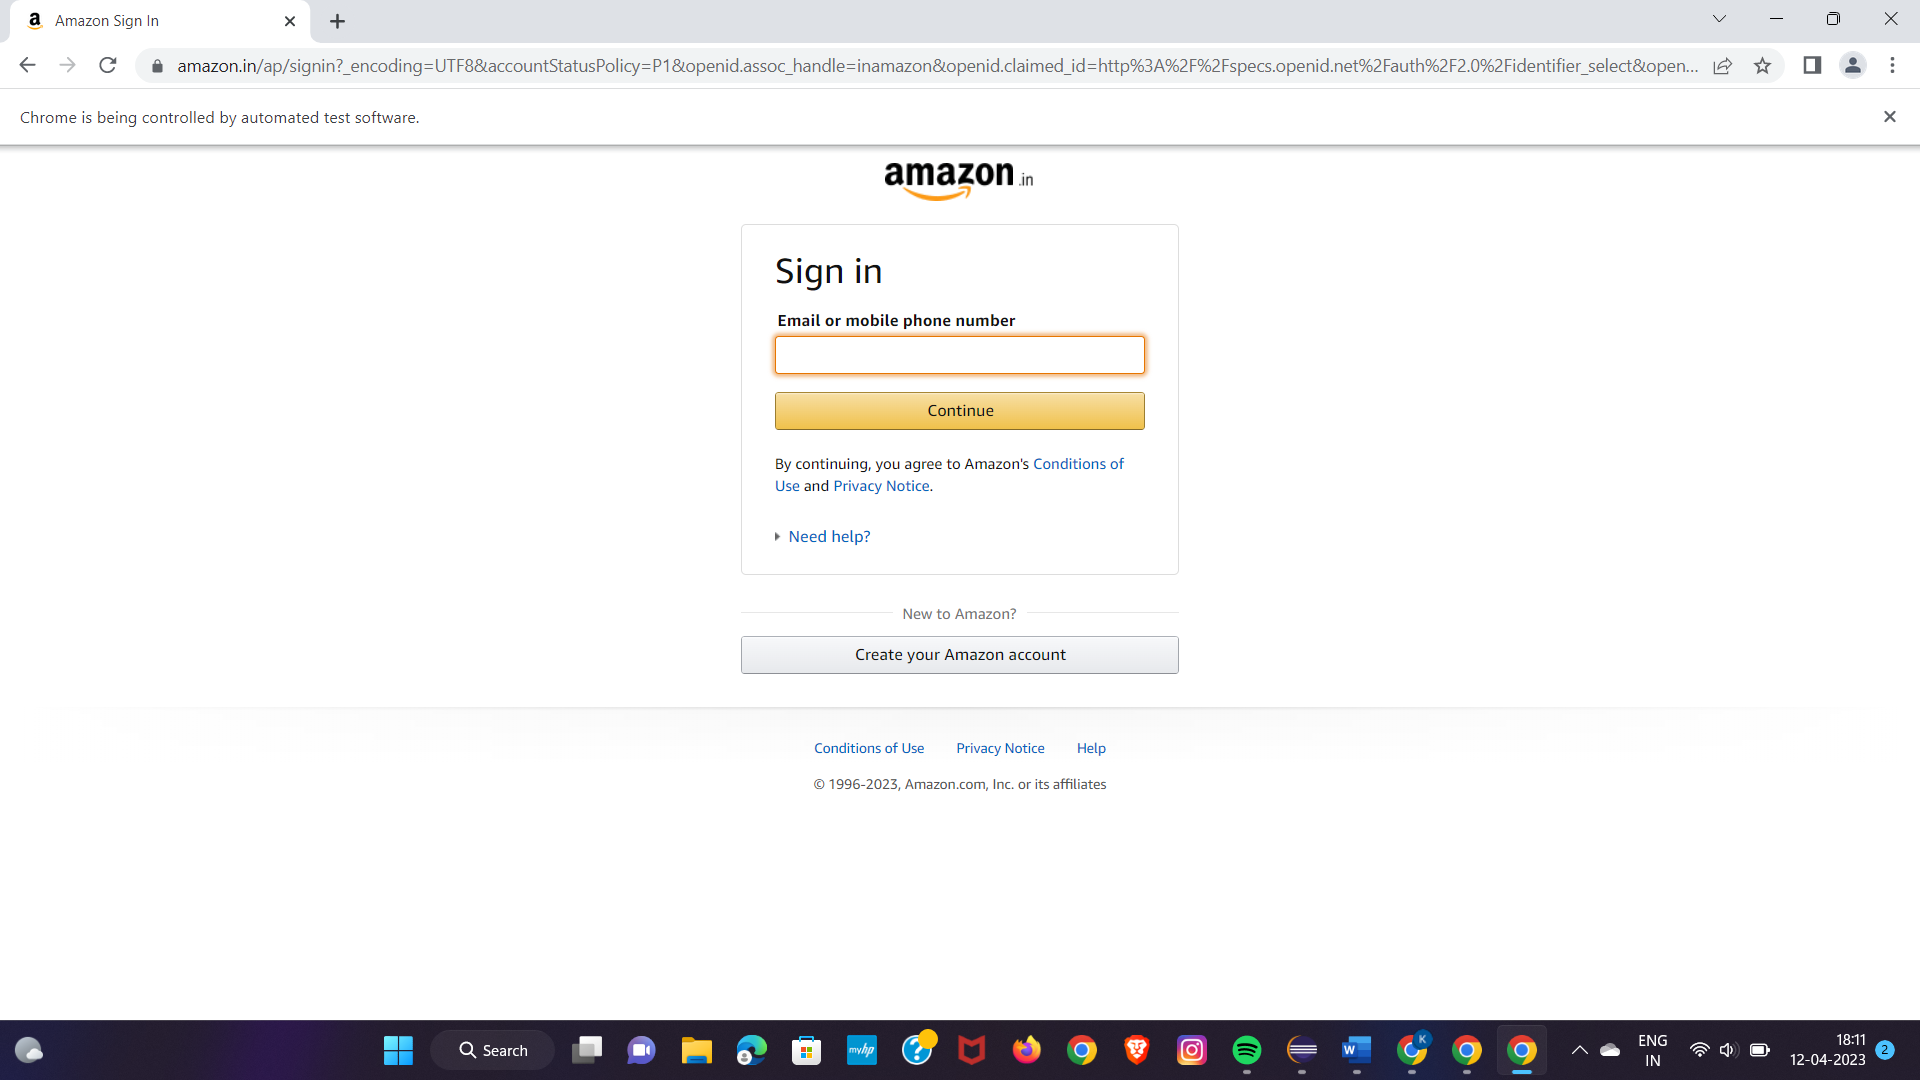 Amazon Sign In
amazon.in/ap/signin?_encoding=UTF8&accountStatusPolicy=P1&openid.assoc_handle=inamazon&openid.claimed_id=http%3A%2F%2Fspecs.openid.net%2Fauth%2F2.0%2Fidentifier_select&open...
Chrome is being controlled by automated test software.
amazon.in
Sign in
Email or mobile phone number
Continue
By continuing, you agree to Amazon's Conditions of
Use and Privacy Notice.
Need help?
New to Amazon?
Create your Amazon account
Conditions of Use Privacy Notice Help
© 1996-2023, Amazon.com, Inc. or its affiliates
Search
myhp
W
K
ENG
IN
18:11
12-04-2023
2